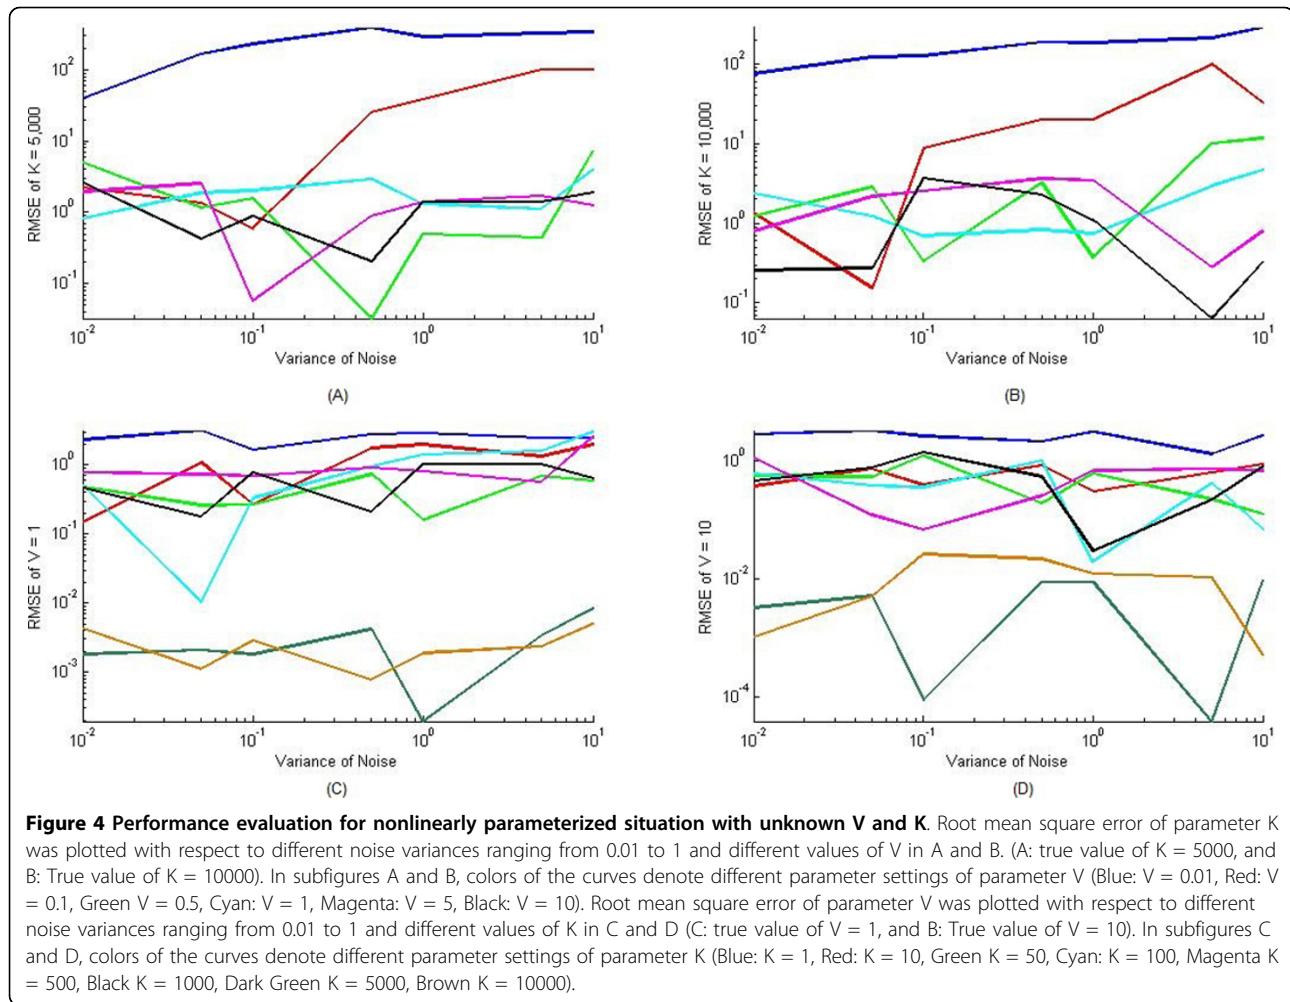 10^2
10^1
10^0
10^-1
RMSE of K = 5,000
10^-2
10^-1
10^0
10^1
Variance of Noise
(A)
10^2
10^1
10^0
10^-1
RMSE of K = 10,000
10^-2
10^-1
10^0
10^1
Variance of Noise
(B)
10^0
10^-1
10^-2
10^-3
RMSE of V = 1
10^-2
10^-1
10^0
10^1
Variance of Noise
(C)
10^0
10^-2
10^-4
RMSE of V = 10
10^-2
10^-1
10^0
10^1
Variance of Noise
(D)
Figure 4 Performance evaluation for nonlinearly parameterized situation with unknown V and K. Root mean square error of parameter K
was plotted with respect to different noise variances ranging from 0.01 to 1 and different values of V in A and B. (A: true value of K = 5000, and
B: True value of K = 10000). In subfigures A and B, colors of the curves denote different parameter settings of parameter V (Blue: V = 0.01, Red: V
= 0.1, Green V = 0.5, Cyan: V = 1, Magenta: V = 5, Black: V = 10). Root mean square error of parameter V was plotted with respect to different
noise variances ranging from 0.01 to 1 and different values of K in C and D (C: true value of V = 1, and B: True value of V = 10). In subfigures C
and D, colors of the curves denote different parameter settings of parameter K (Blue: K = 1, Red: K = 10, Green K = 50, Cyan: K = 100, Magenta K
= 500, Black K = 1000, Dark Green K = 5000, Brown K = 10000).